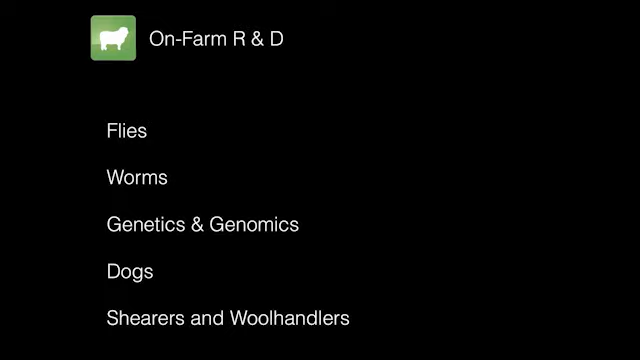 On-Farm R & D
Flies
Worms
Genetics & Genomics
Dogs
Shearers and Woolhandlers